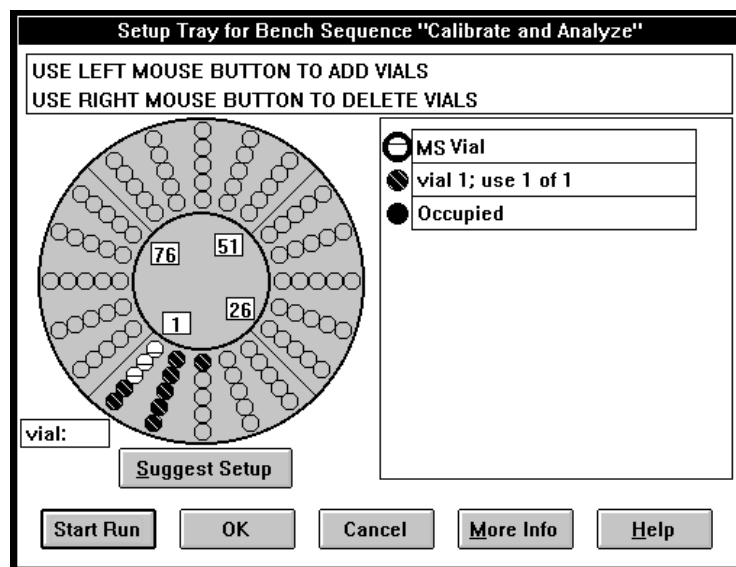 Setup Tray for Bench Sequence "Calibrate and Analyze"
USE LEFT MOUSE BUTTON TO ADD VIALS
USE RIGHT MOUSE BUTTON TO DELETE VIALS
MS Vial
vial 1; use 1 of 1
Occupied
76
51
1
26
vial:
Suggest Setup
Start Run
OK
Cancel
More Info
Help